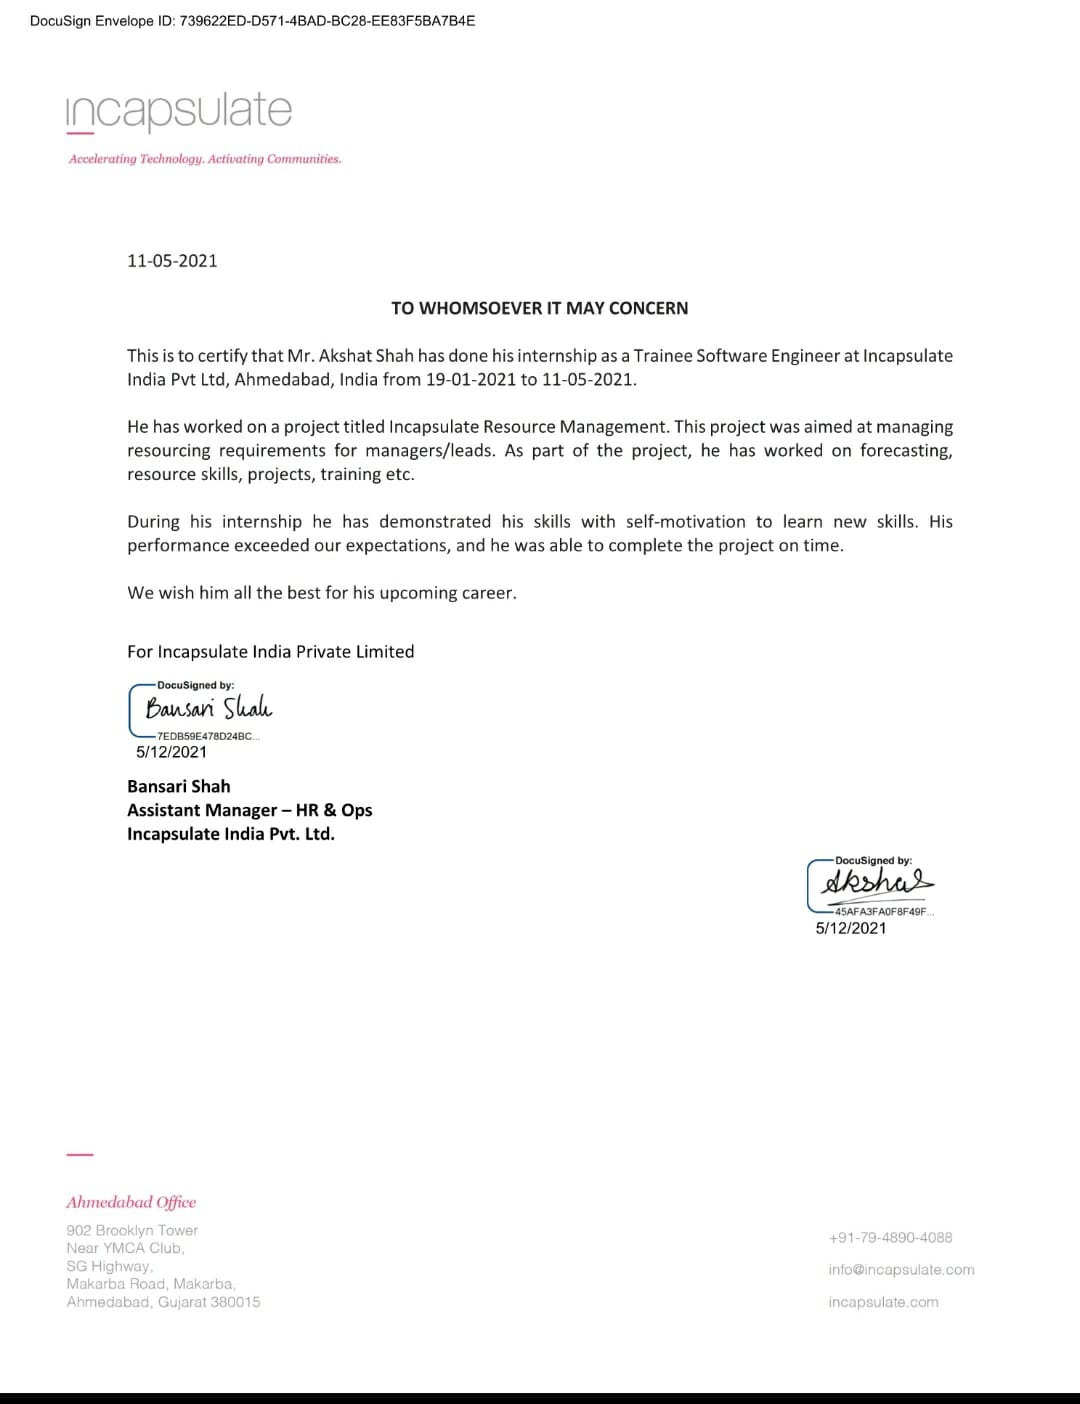 DocuSign Envelope ID: 739622ED-D571-4BAD-BC28-EE83F5BA7B4E
incapsulate
Accelerating Technology. Activating Communities.
11-05-2021
TO WHOMSOEVER IT MAY CONCERN
This is to certify that Mr. Akshat Shah has done his internship as a Trainee Software Engineer at Incapsulate
India Pvt Ltd, Ahmedabad, India from 19-01-2021 to 11-05-2021.
He has worked on a project titled Incapsulate Resource Management. This project was aimed at managing
resourcing requirements for managers/leads. As part of the project, he has worked on forecasting,
resource skills, projects, training etc.
During his internship he has demonstrated his skills with self-motivation to learn new skills. His
performance exceeded our expectations, and he was able to complete the project on time.
We wish him all the best for his upcoming career.
For Incapsulate India Private Limited
DocuSigned by:
Bansari Shah
7EDB59E478D24BC...
5/12/2021
Bansari Shah
Assistant Manager – HR & Ops
Incapsulate India Pvt. Ltd.
DocuSigned by:
Akshat
45AFA3FA0F8F49F...
5/12/2021
Ahmedabad Office
902 Brooklyn Tower
Near YMCA Club,
SG Highway,
Makarba Road, Makarba,
Ahmedabad, Gujarat 380015
+91-79-4890-4088
info@incapsulate.com
incapsulate.com